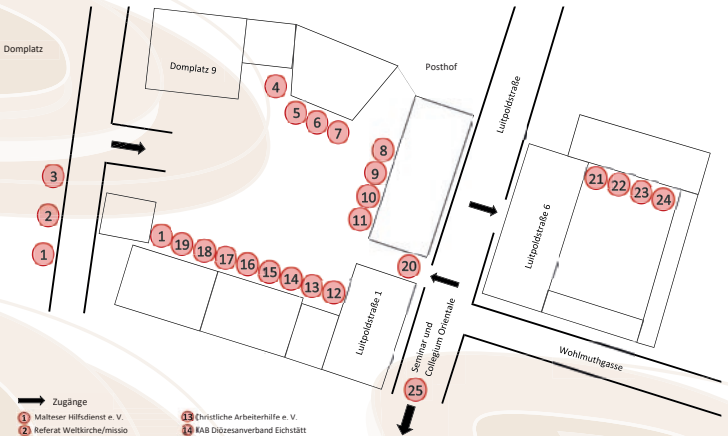 Domplatz
Domplatz 9
Posthof
Luitpoldstraße
4
5
6
7
8
9
10
11
3
2
1
1
19
18
17
16
15
14
13
12
20
21
22
23
24
Luitpoldstraße 6
Luitpoldstraße 1
Seminar und
Collegium Orientale
Wohlmuthgasse
25
Zugänge
1 Malteser Hilfsdienst e. V.
2 Referat Weltkirche/missio
13 Christliche Arbeiterhilfe e. V.
14 KAB Diözesanverband Eichstätt